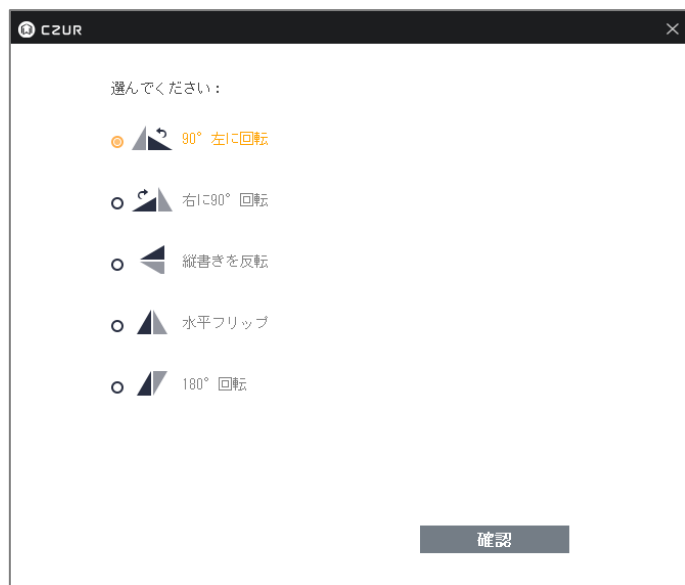 CZUR
選んでください：
90° 左に回転
右に90° 回転
縦書きを反転
水平フリップ
180° 回転
確認